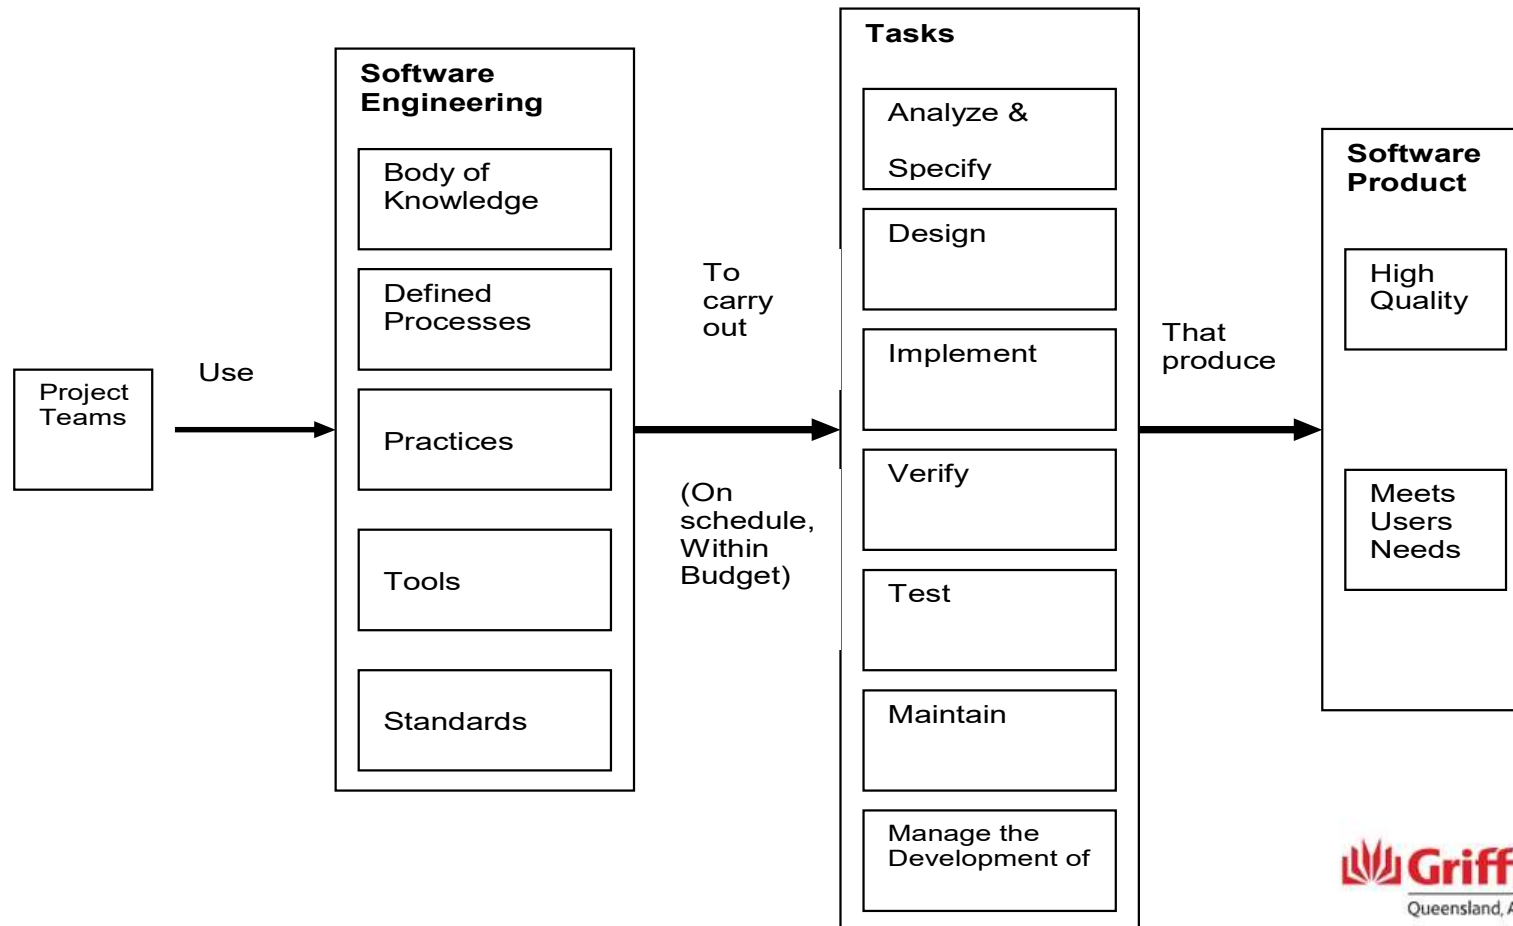 Project
Teams
Use
Software
Engineering
Body of
Knowledge
Defined
Processes
Practices
Tools
Standards
To
carry
out
(On
schedule,
Within
Budget)
Tasks
Analyze &
Specify
Design
Implement
Verify
Test
Maintain
Manage the
Development of
That
produce
Software
Product
High
Quality
Meets
Users
Needs
Griff
Queensland, A